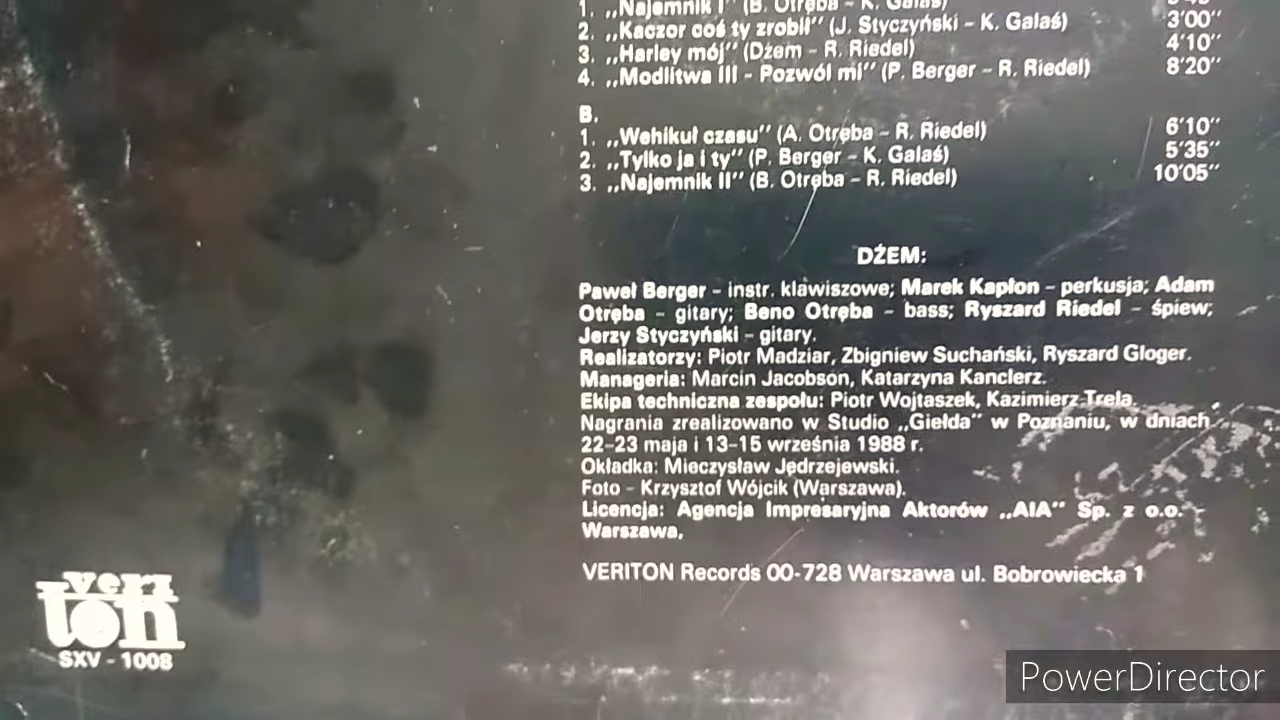 1. „Najemnik I” (B. Otręba – K. Galaś)
2. „Kaczor coś ty zrobił” (J. Styczyński – K. Galaś) 3'00''
3. „Harley mój” (Dżem – R. Riedel) 4'10''
4. „Modlitwa III – Pozwól mi” (P. Berger – R. Riedel) 8'20''
B.
1. „Wehikuł czasu” (A. Otręba – R. Riedel) 6'10''
2. „Tylko ja i ty” (P. Berger – K. Galaś) 5'35''
3. „Najemnik II” (B. Otręba – R. Riedel) 10'05''
DŻEM:
Paweł Berger – instr. klawiszowe; Marek Kapłon – perkusja; Adam
Otręba – gitary; Beno Otręba – bass; Ryszard Riedel – śpiew;
Jerzy Styczyński – gitary.
Realizatorzy: Piotr Madziar, Zbigniew Suchański, Ryszard Gloger.
Manageria: Marcin Jacobson, Katarzyna Kanclerz.
Ekipa techniczna zespołu: Piotr Wojtaszek, Kazimierz Trela.
Nagrania zrealizowano w Studio „Giełda” w Poznaniu, w dniach
22–23 maja i 13–15 września 1988 r.
Okładka: Mieczysław Jędrzejewski.
Foto – Krzysztof Wójcik (Warszawa).
Licencja: Agencja Impresaryjna Aktorów „AIA” Sp. z o.o. –
Warszawa,
VERITON Records 00-728 Warszawa ul. Bobrowiecka 1
veriton
SXV - 1008
PowerDirector